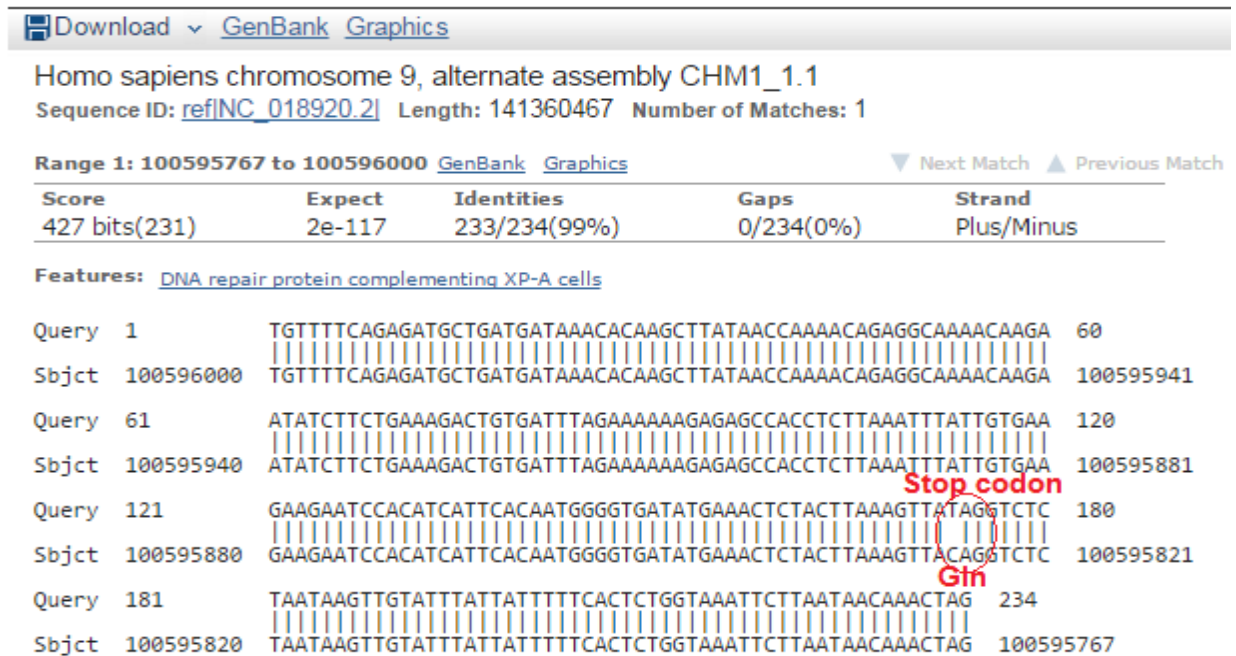 Download GenBank Graphics
Homo sapiens chromosome 9, alternate assembly CHM1_1.1
Sequence ID: ref|NC_018920.2| Length: 141360467 Number of Matches: 1
Range 1: 100595767 to 100596000 GenBank Graphics Next Match Previous Match
Score Expect Identities Gaps Strand
427 bits(231) 2e-117 233/234(99%) 0/234(0%) Plus/Minus
Features: DNA repair protein complementing XP-A cells
Query 1 TGTTTTCAGAGATGCTGATGATAAACACAAGCTTATAACCAAAACAGAGGCAAAACAAGA 60
Sbjct 100596000 TGTTTTCAGAGATGCTGATGATAAACACAAGCTTATAACCAAAACAGAGGCAAAACAAGA 100595941
Query 61 ATATCTTCTGAAAGACTGTGATTTAGAAAAAAGAGAGCCACCTCTTAAATTTATTGTGAA 120
Sbjct 100595940 ATATCTTCTGAAAGACTGTGATTTAGAAAAAAGAGAGCCACCTCTTAAATTTATTGTGAA 100595881
Stop codon
Query 121 GAAGAATCCACATCATTCACAATGGGGTGATATGAAACTCTACTTAAAGTTATAGGTCTC 180
Sbjct 100595880 GAAGAATCCACATCATTCACAATGGGGTGATATGAAACTCTACTTAAAGTTACAGGTCTC 100595821
Gln
Query 181 TAATAAGTTGTATTTATTATTTTTCACTCTGGTAAATTCTTAATAACAAACTAG 234
Sbjct 100595820 TAATAAGTTGTATTTATTATTTTTCACTCTGGTAAATTCTTAATAACAAACTAG 100595767